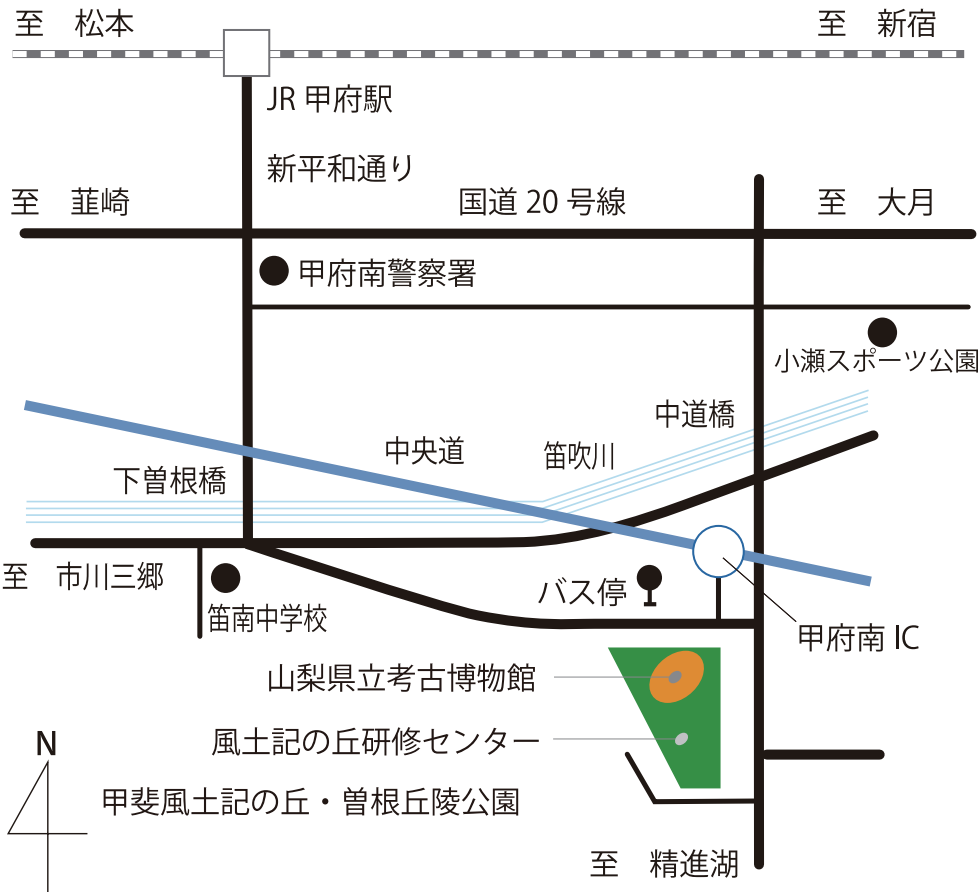 至 松本
至 新宿
JR 甲府駅
新平和通り
至 韮崎
国道 20 号線
至 大月
甲府南警察署
小瀬スポーツ公園
中道橋
中央道
笛吹川
下曽根橋
至 市川三郷
バス停
笛南中学校
甲府南 IC
山梨県立考古博物館
風土記の丘研修センター
N
甲斐風土記の丘・曽根丘陵公園
至 精進湖